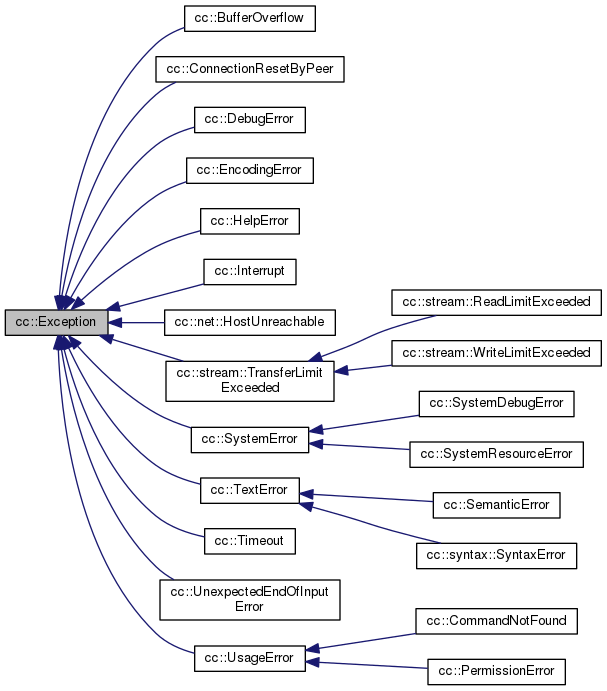 cc::BufferOverflow
cc::ConnectionResetByPeer
cc::DebugError
cc::EncodingError
cc::HelpError
cc::Interrupt
cc::Exception
cc::net::HostUnreachable
cc::stream::TransferLimit
Exceeded
cc::stream::ReadLimitExceeded
cc::stream::WriteLimitExceeded
cc::SystemError
cc::SystemDebugError
cc::SystemResourceError
cc::TextError
cc::SemanticError
cc::syntax::SyntaxError
cc::Timeout
cc::UnexpectedEndOfInput
Error
cc::UsageError
cc::CommandNotFound
cc::PermissionError